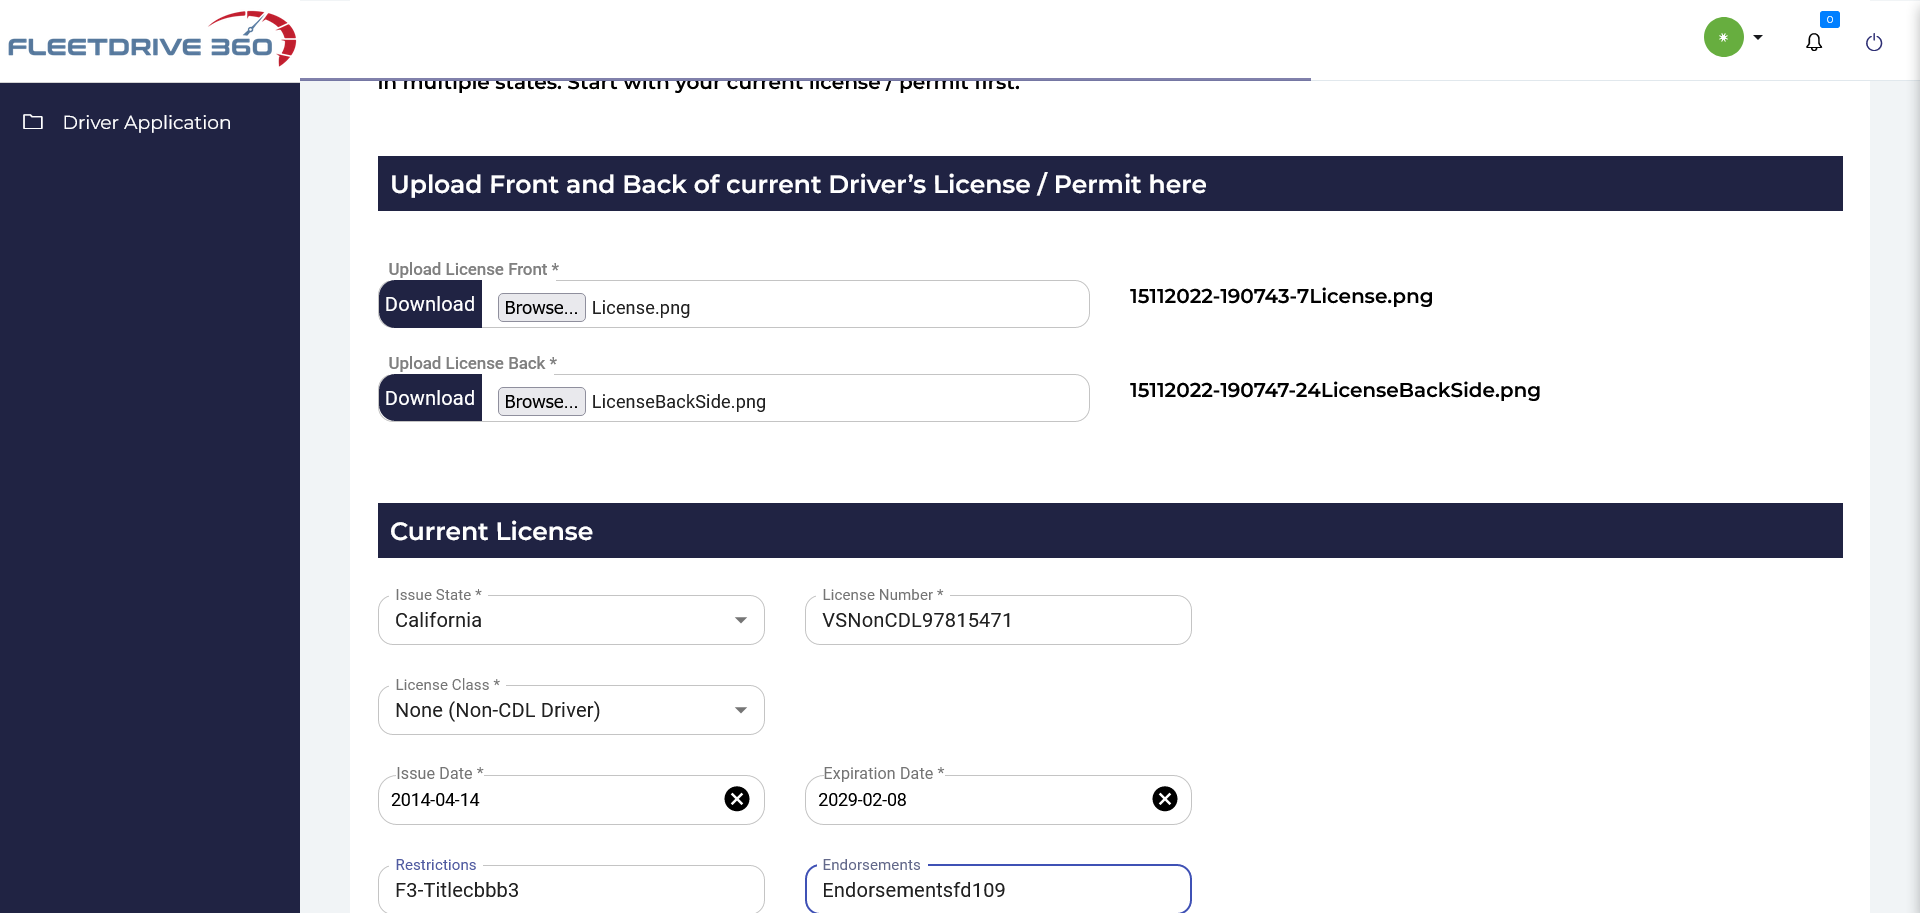 FLEETDRIVE 360
0
Driver Application
in multiple states. Start with your current license / permit first.
Upload Front and Back of current Driver's License / Permit here
Upload License Front *
Download Browse... License.png
15112022-190743-7License.png
Upload License Back *
Download Browse... LicenseBackSide.png
15112022-190747-24LicenseBackSide.png
Current License
Issue State *
California
License Number *
VSNonCDL97815471
License Class *
None (Non-CDL Driver)
Issue Date *
2014-04-14
Expiration Date *
2029-02-08
Restrictions
F3-Titlecbbb3
Endorsements
Endorsementsfd109